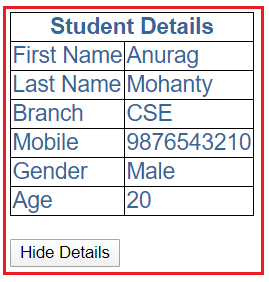 Student Details
First Name Anurag
Last Name Mohanty
Branch CSE
Mobile 9876543210
Gender Male
Age 20
Hide Details